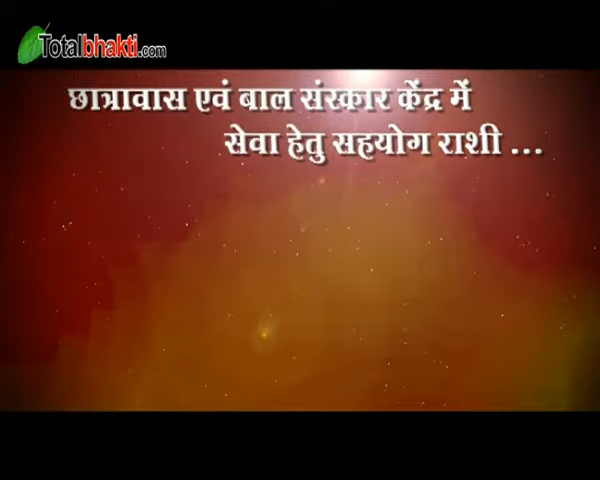 Totalbhakti.com
छात्रावास एवं बाल संस्कार केंद्र में
सेवा हेतु सहयोग राशी ...